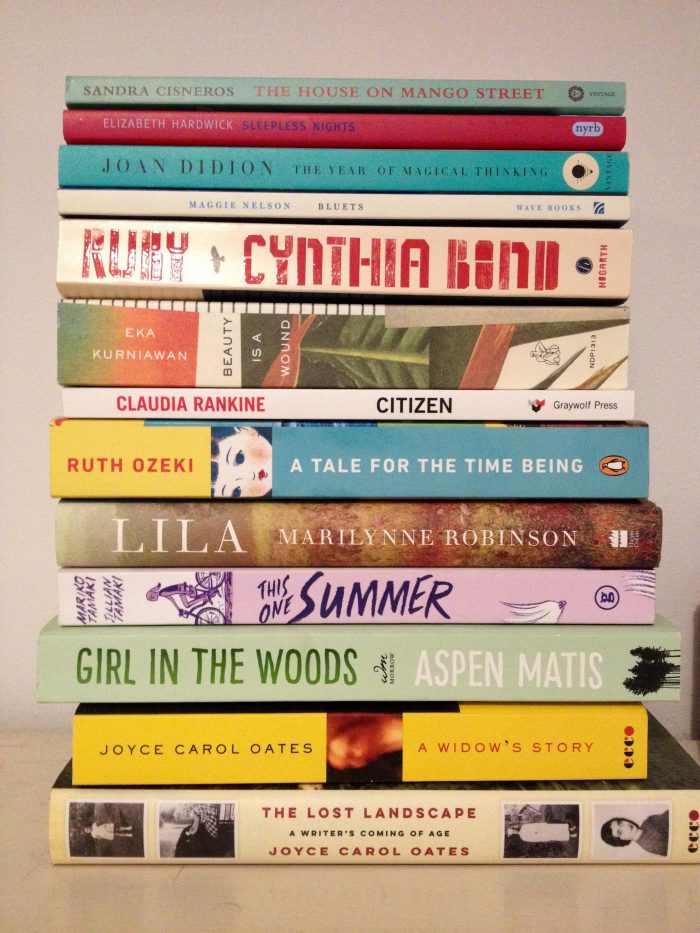 SANDRA CISNEROS THE HOUSE ON MANGO STREET VINTAGE
ELIZABETH HARDWICK SLEEPLESS NIGHTS nyrb
JOAN DIDION THE YEAR OF MAGICAL THINKING VINTAGE
MAGGIE NELSON BLUETS WAVE BOOKS
RUBY CYNTHIA BOND HOGARTH
EKA
KURNIAWAN
BEAUTY
IS A
WOUND
NDP1313
CLAUDIA RANKINE CITIZEN Graywolf Press
RUTH OZEKI A TALE FOR THE TIME BEING
LILA MARILYNNE ROBINSON
MARIKO
TAMAKI
JILLIAN
TAMAKI
THIS
ONE SUMMER
GIRL IN THE WOODS wm MORROW ASPEN MATIS
JOYCE CAROL OATES A WIDOW'S STORY ecco
THE LOST LANDSCAPE
A WRITER'S COMING OF AGE
JOYCE CAROL OATES
ecco